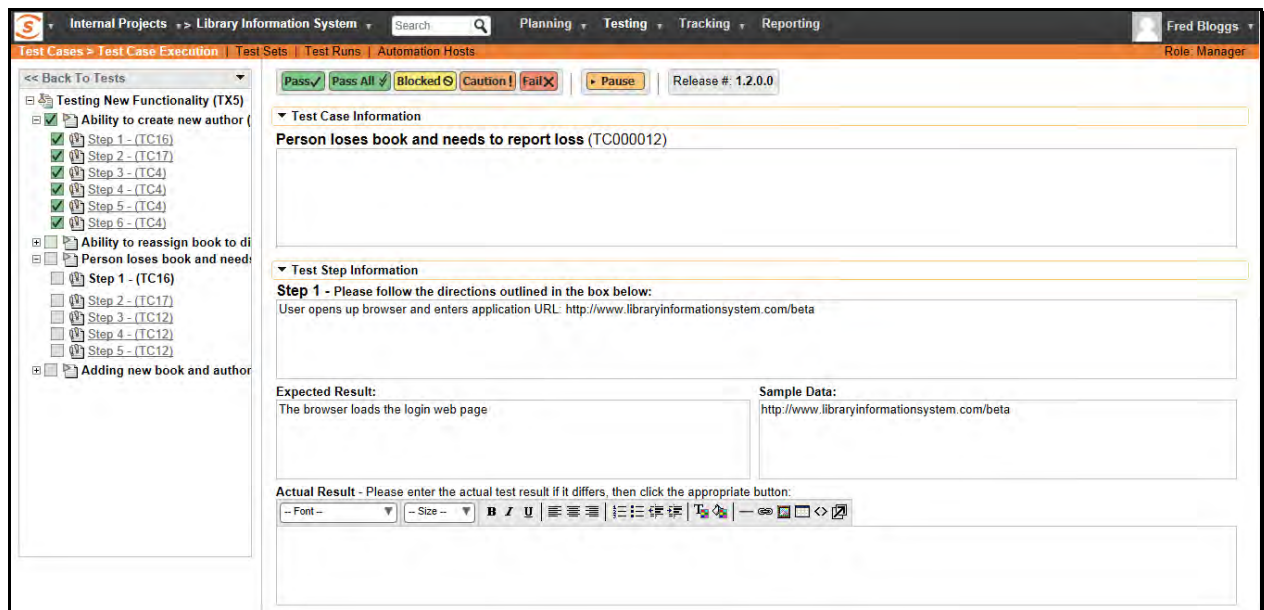 Internal Projects > Library Information System Search Planning Testing Tracking Reporting Fred Bloggs
Test Cases > Test Case Execution | Test Sets | Test Runs | Automation Hosts Role: Manager
<< Back To Tests
Testing New Functionality (TX5)
Ability to create new author (
Step 1 - (TC16)
Step 2 - (TC17)
Step 3 - (TC4)
Step 4 - (TC4)
Step 5 - (TC4)
Step 6 - (TC4)
Ability to reassign book to di
Person loses book and needs
Step 1 - (TC16)
Step 2 - (TC17)
Step 3 - (TC12)
Step 4 - (TC12)
Step 5 - (TC12)
Adding new book and author
Pass Pass All Blocked Caution ! Fail Pause Release #: 1.2.0.0
Test Case Information
Person loses book and needs to report loss (TC000012)
Test Step Information
Step 1 - Please follow the directions outlined in the box below:
User opens up browser and enters application URL: http://www.libraryinformationsystem.com/beta
Expected Result: Sample Data:
The browser loads the login web page http://www.libraryinformationsystem.com/beta
Actual Result - Please enter the actual test result if it differs, then click the appropriate button:
-- Font -- -- Size -- B I U